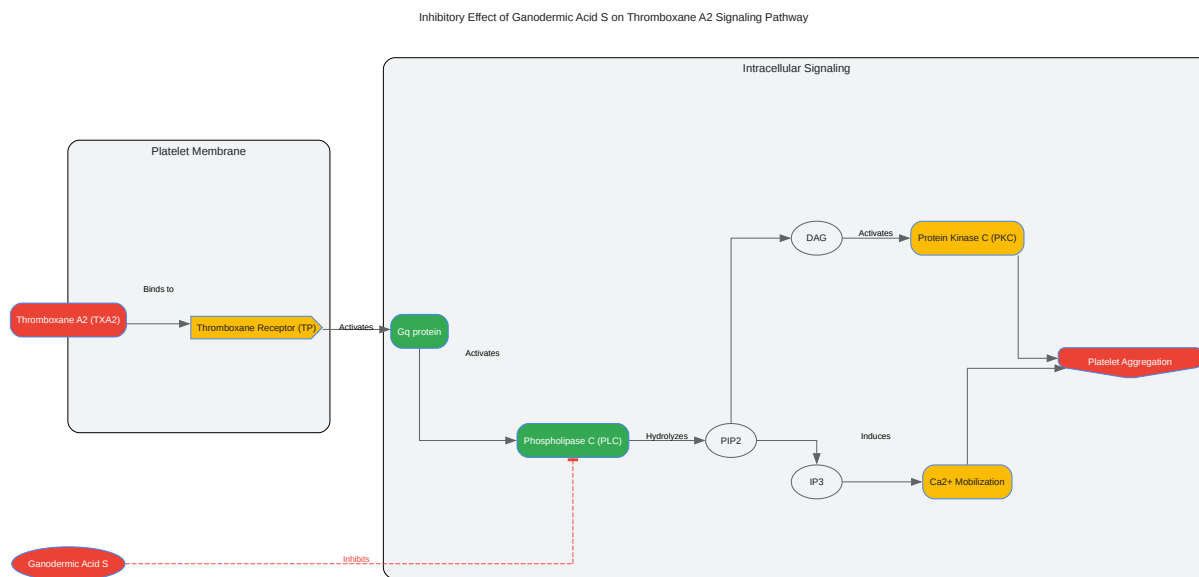 Inhibitory Effect of Ganodermic Acid S on Thromboxane A2 Signaling Pathway
Intracellular Signaling
Platelet Membrane
DAG
Activates
Protein Kinase C (PKC)
Binds to
Thromboxane A2 (TXA2)
Thromboxane Receptor (TP)
Activates
Gq protein
Activates
Platelet Aggregation
Phospholipase C (PLC)
Hydrolyzes
PIP2
Induces
IP3
Ca2+ Mobilization
Inhibits
Ganodermic Acid S